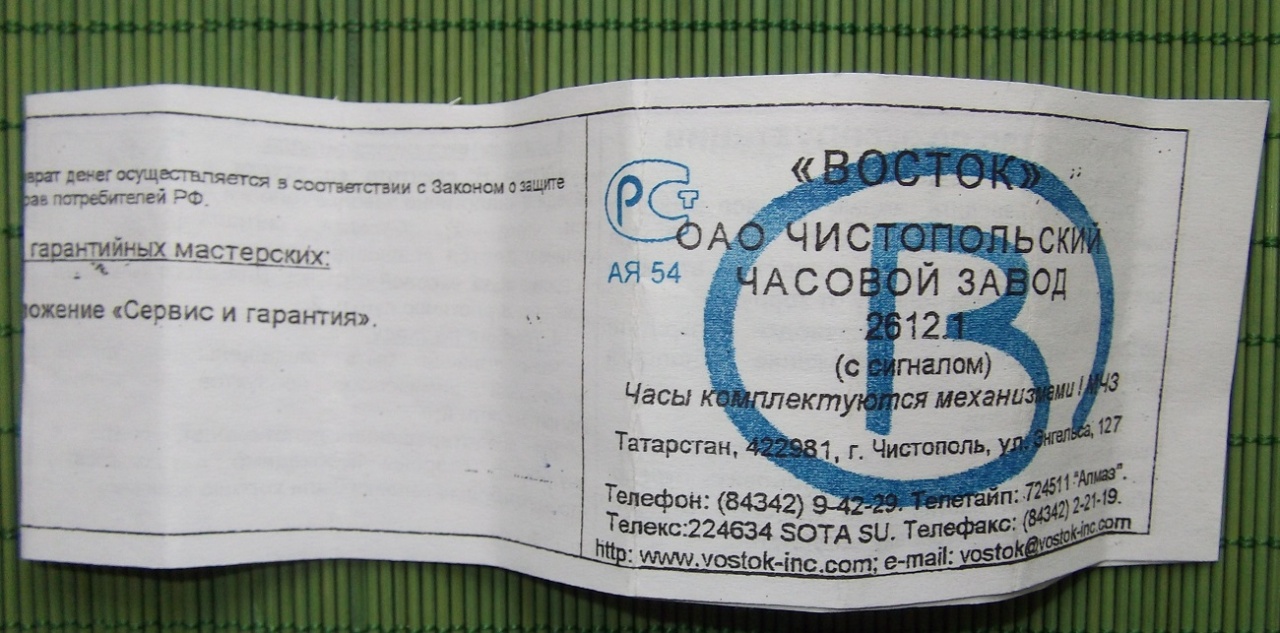 врат денег осуществляется в соответствии с Законом о защите
рав потребителей РФ.
гарантийных мастерских:
ложение «Сервис и гарантия».
РСТ
АЯ 54
«ВОСТОК»
ОАО ЧИСТОПОЛЬСКИЙ
ЧАСОВОЙ ЗАВОД
2612.1
(с сигналом)
Часы комплектуются механизмами I МЧЗ
Татарстан, 422981, г. Чистополь, ул. Энгельса, 127
Телефон: (84342) 9-42-29. Телетайп: 724511 "Алмаз".
Телекс:224634 SOTA SU. Телефакс: (84342) 2-21-19.
http: www.vostok-inc.com; e-mail: vostok@vostok-inc.com